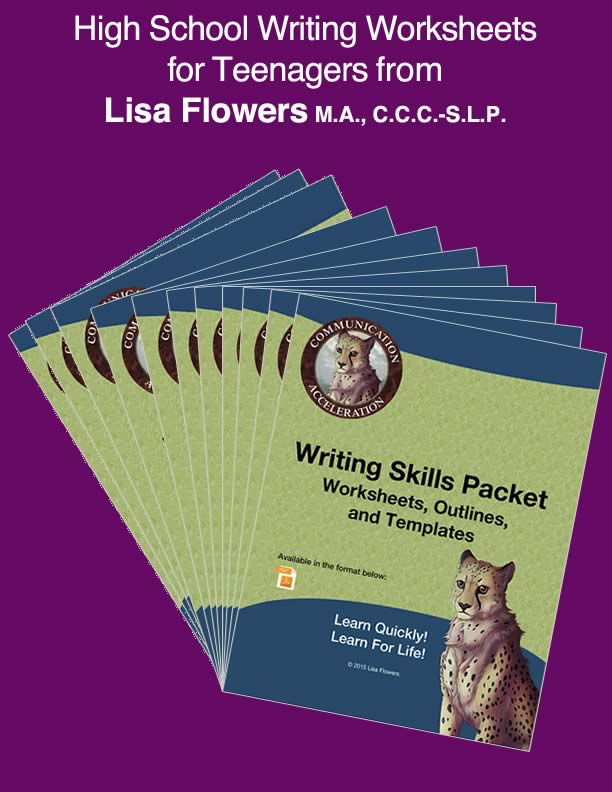 High School Writing Worksheets
for Teenagers from
Lisa Flowers M.A., C.C.C.-S.L.P.
COMMUNICATION
ACCELERATION
Writing Skills Packet
Worksheets, Outlines,
and Templates
Available in the format below:
Learn Quickly!
Learn For Life!
© 2015 Lisa Flowers